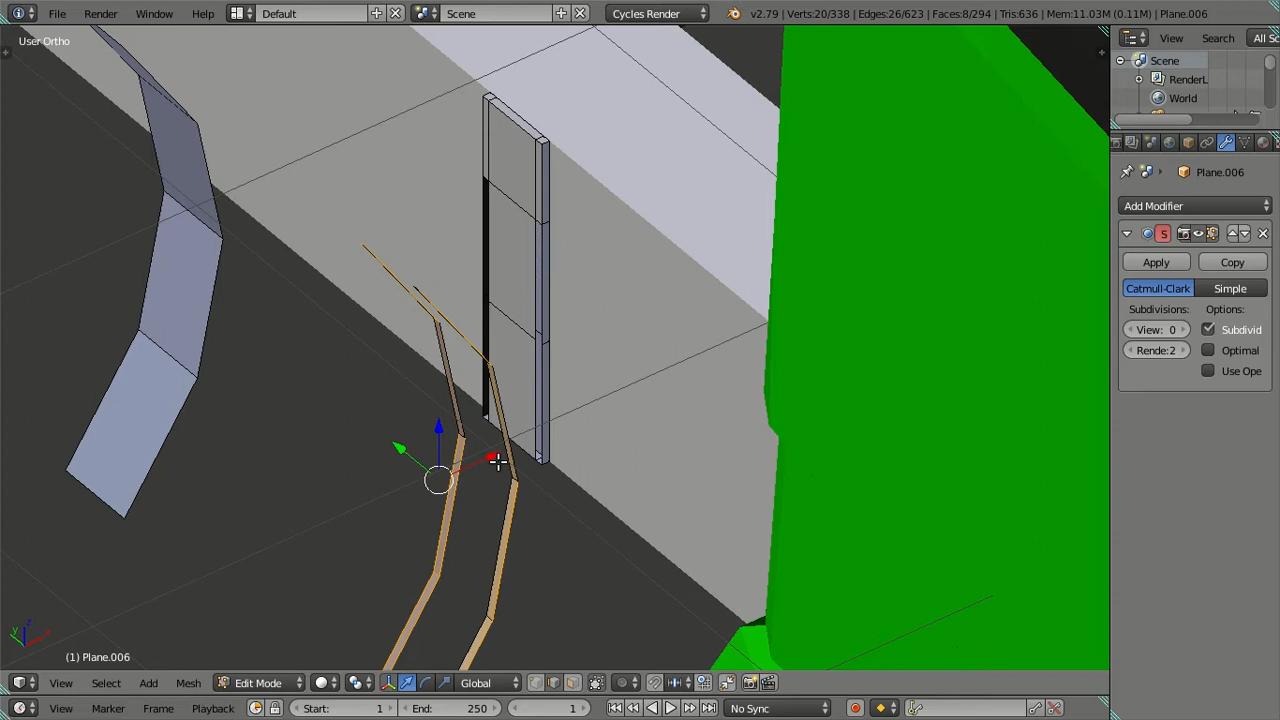 File Render Window Help Default Scene Cycles Render v2.79 | Verts:20/338 | Edges:26/623 | Faces:8/294 | Tris:636 | Mem:11.03M (0.11M) | Plane.006
User Ortho
View Search All Sc
Scene
RenderL
World
Plane.006
Add Modifier
S
Apply Copy
Catmull-Clark Simple
Subdivisions: Options:
View: 0 Subdivid
Rende:2 Optimal
Use Ope
z
y
x
(1) Plane.006
View Select Add Mesh Edit Mode Global
View Marker Frame Playback Start: 1 End: 250 1 No Sync